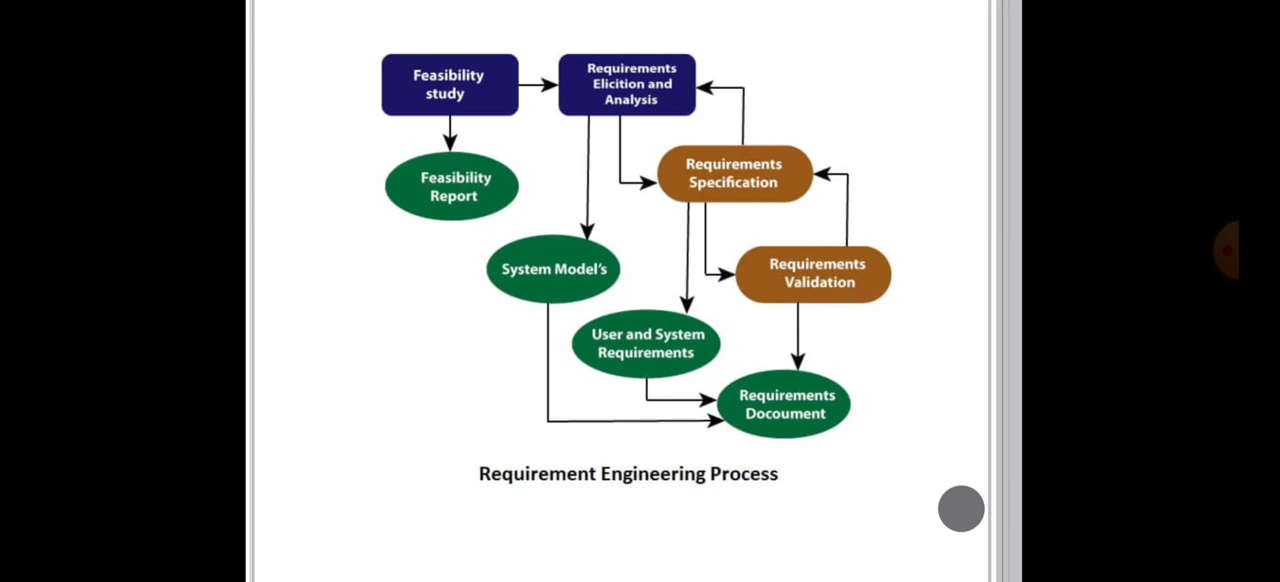 Feasibility
study
Requirements
Elicition and
Analysis
Feasibility
Report
Requirements
Specification
System Model's
Requirements
Validation
User and System
Requirements
Requirements
Docoument
Requirement Engineering Process